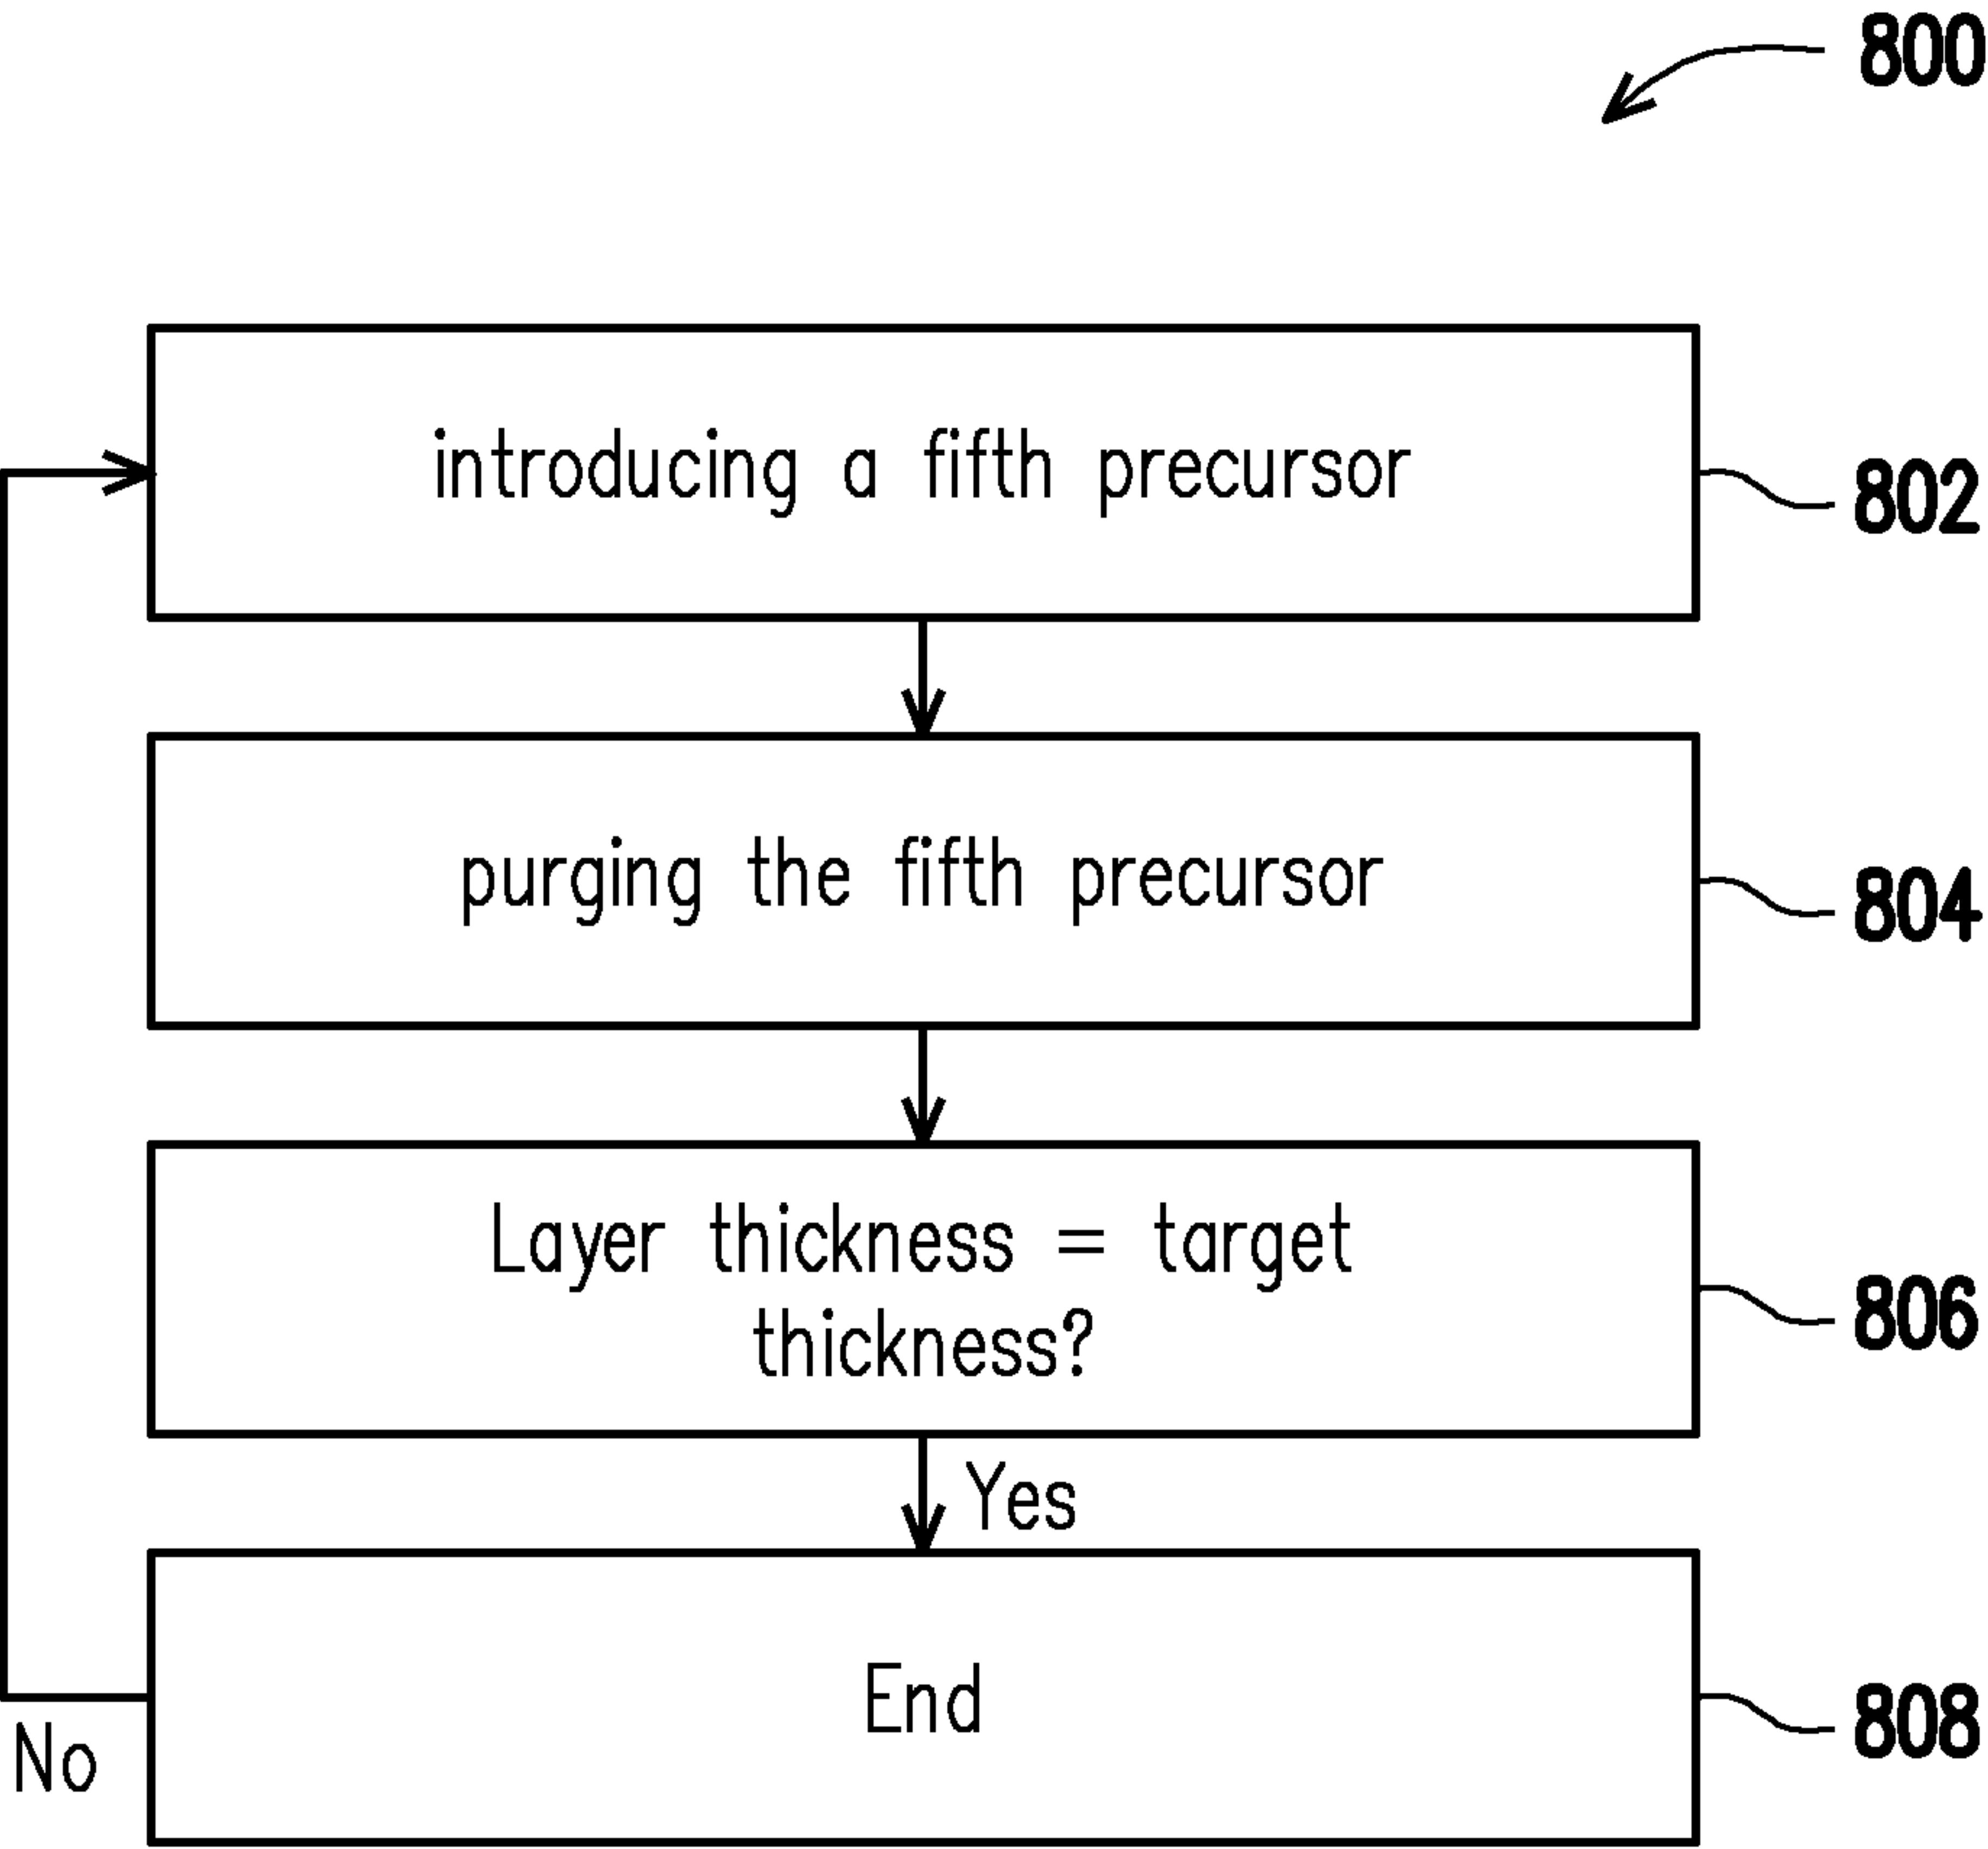 800
introducing a fifth precursor
802
purging the fifth precursor
804
Layer thickness = target
thickness?
806
Yes
End
808
No